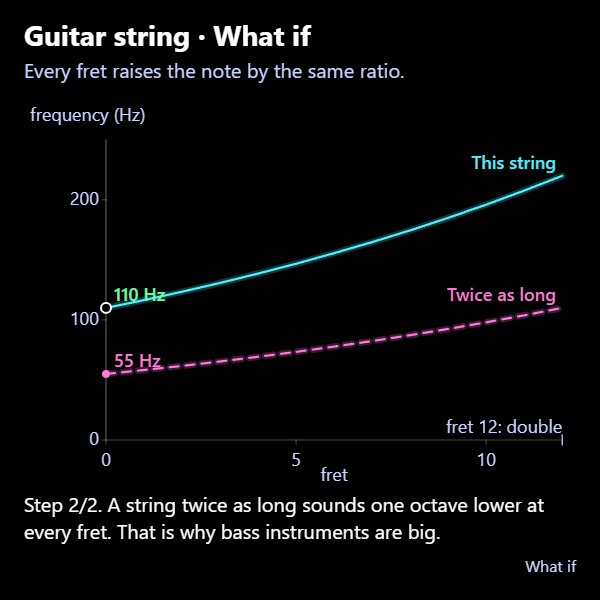 Guitar string · What if
Every fret raises the note by the same ratio.
frequency (Hz)
This string
200
110 Hz
Twice as long
100
55 Hz
fret 12: double
0
0 5 10
fret
Step 2/2. A string twice as long sounds one octave lower at
every fret. That is why bass instruments are big.
What if